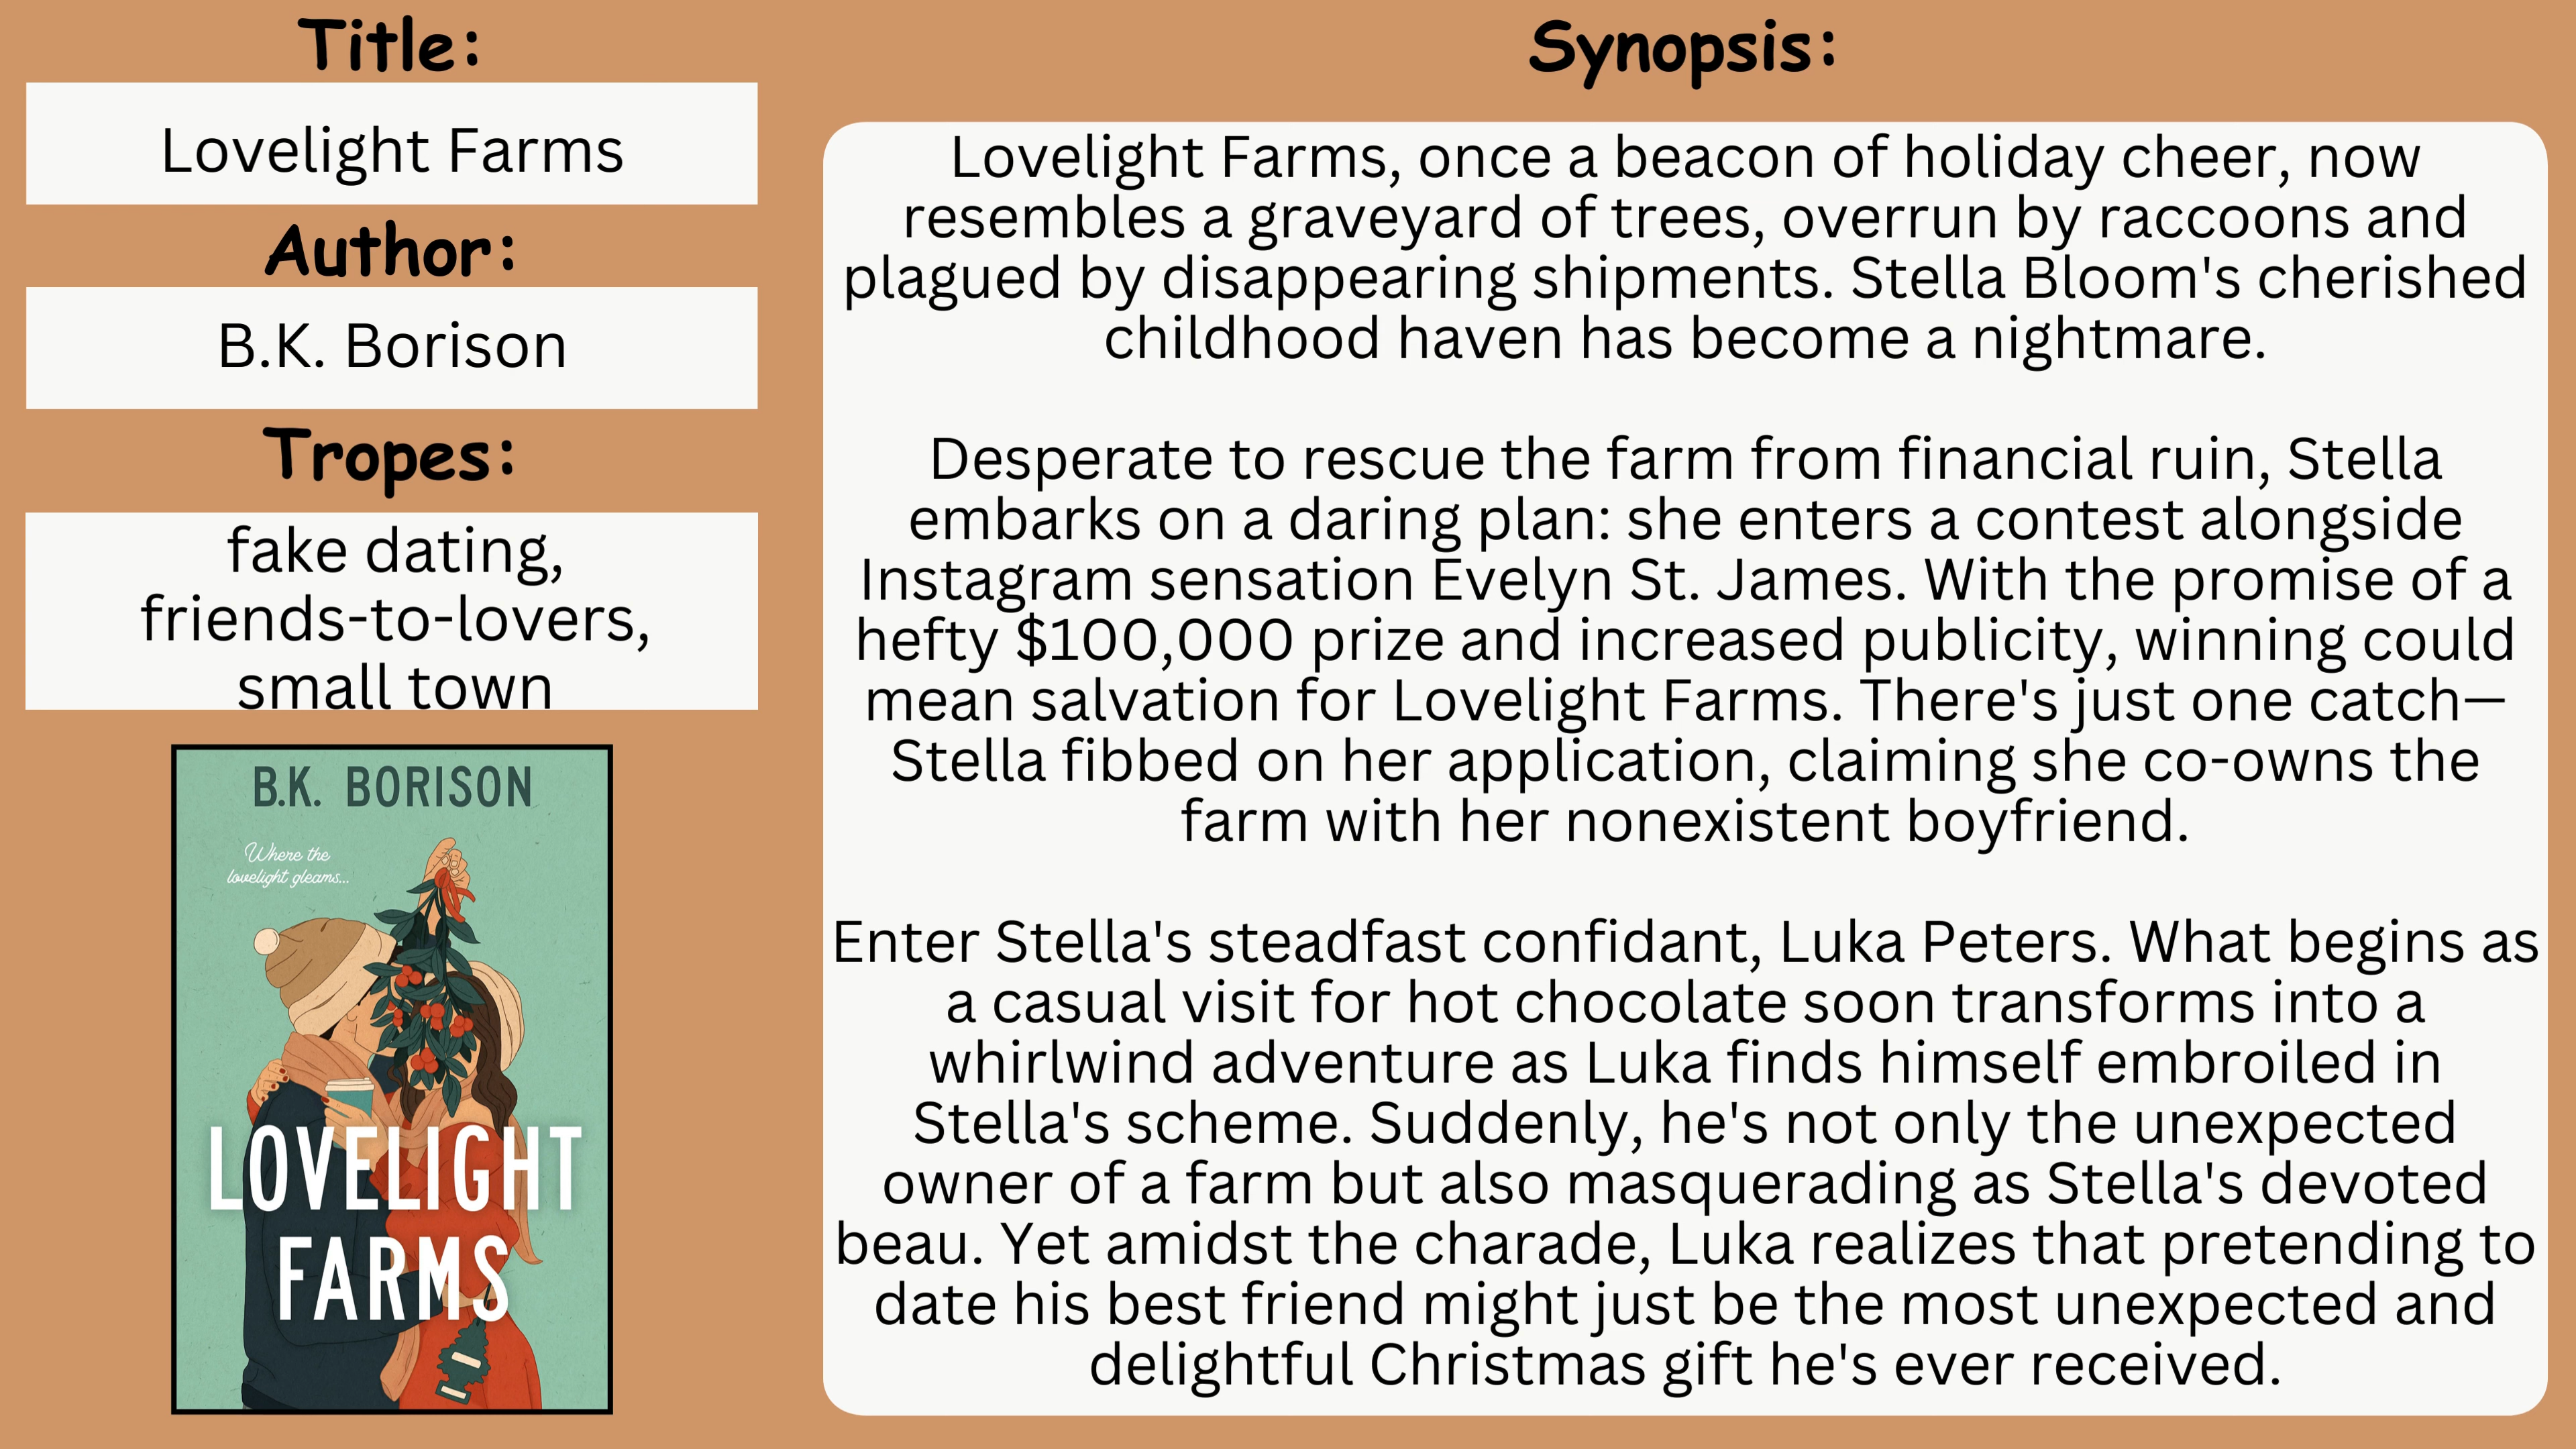 Title:
Lovelight Farms
Author:
B.K. Borison
Tropes:
fake dating,
friends-to-lovers,
small town
B.K. BORISON
Where the
lovelight gleams...
LOVELIGHT
FARMS
Synopsis:
Lovelight Farms, once a beacon of holiday cheer, now
resembles a graveyard of trees, overrun by raccoons and
plagued by disappearing shipments. Stella Bloom's cherished
childhood haven has become a nightmare.
Desperate to rescue the farm from financial ruin, Stella
embarks on a daring plan: she enters a contest alongside
Instagram sensation Evelyn St. James. With the promise of a
hefty $100,000 prize and increased publicity, winning could
mean salvation for Lovelight Farms. There's just one catch—
Stella fibbed on her application, claiming she co-owns the
farm with her nonexistent boyfriend.
Enter Stella's steadfast confidant, Luka Peters. What begins as
a casual visit for hot chocolate soon transforms into a
whirlwind adventure as Luka finds himself embroiled in
Stella's scheme. Suddenly, he's not only the unexpected
owner of a farm but also masquerading as Stella's devoted
beau. Yet amidst the charade, Luka realizes that pretending to
date his best friend might just be the most unexpected and
delightful Christmas gift he's ever received.